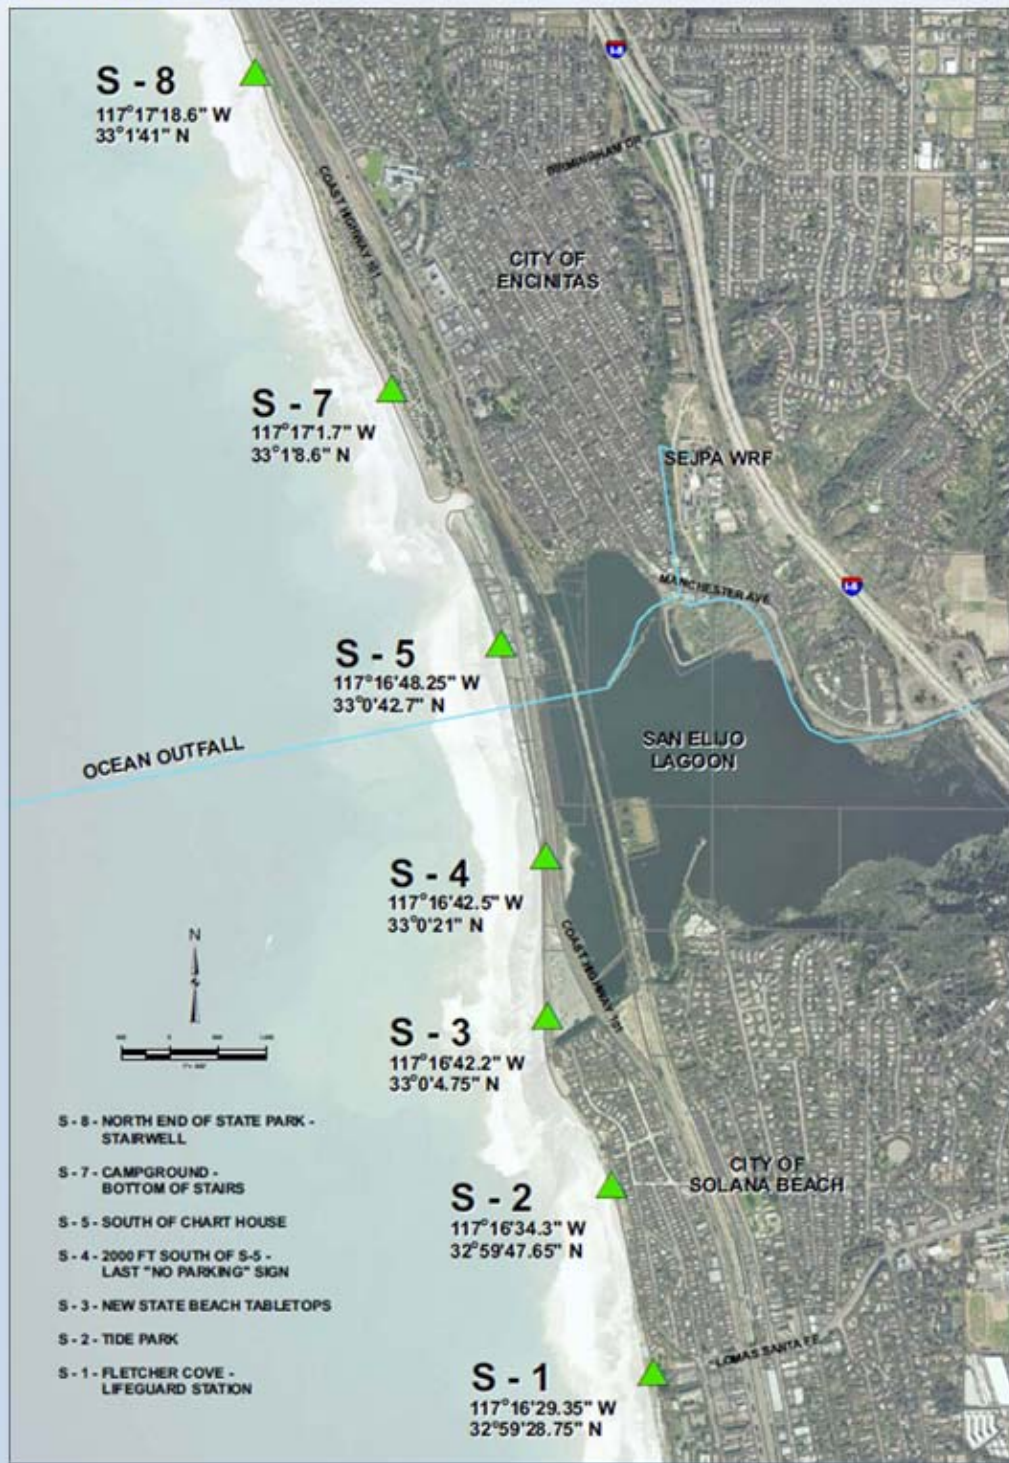 S - 8
117°17'18.6" W
33°1'41" N
I-5
BIRMINGHAM DR
COAST HIGHWAY 101
CITY OF
ENCINITAS
S - 7
117°17'1.7" W
33°1'8.6" N
SEJPA WRF
MANCHESTER AVE
I-5
S - 5
117°16'48.25" W
33°0'42.7" N
OCEAN OUTFALL
SAN ELIJO
LAGOON
S - 4
117°16'42.5" W
33°0'21" N
COAST HIGHWAY 101
N
S - 3
117°16'42.2" W
33°0'4.75" N
S - 8 - NORTH END OF STATE PARK -
STAIRWELL
S - 7 - CAMPGROUND -
BOTTOM OF STAIRS
S - 5 - SOUTH OF CHART HOUSE
S - 4 - 2000 FT SOUTH OF S-5 -
LAST "NO PARKING" SIGN
S - 3 - NEW STATE BEACH TABLETOPS
S - 2 - TIDE PARK
S - 1 - FLETCHER COVE -
LIFEGUARD STATION
CITY OF
SOLANA BEACH
S - 2
117°16'34.3" W
32°59'47.65" N
LOMAS SANTA FE
S - 1
117°16'29.35" W
32°59'28.75" N